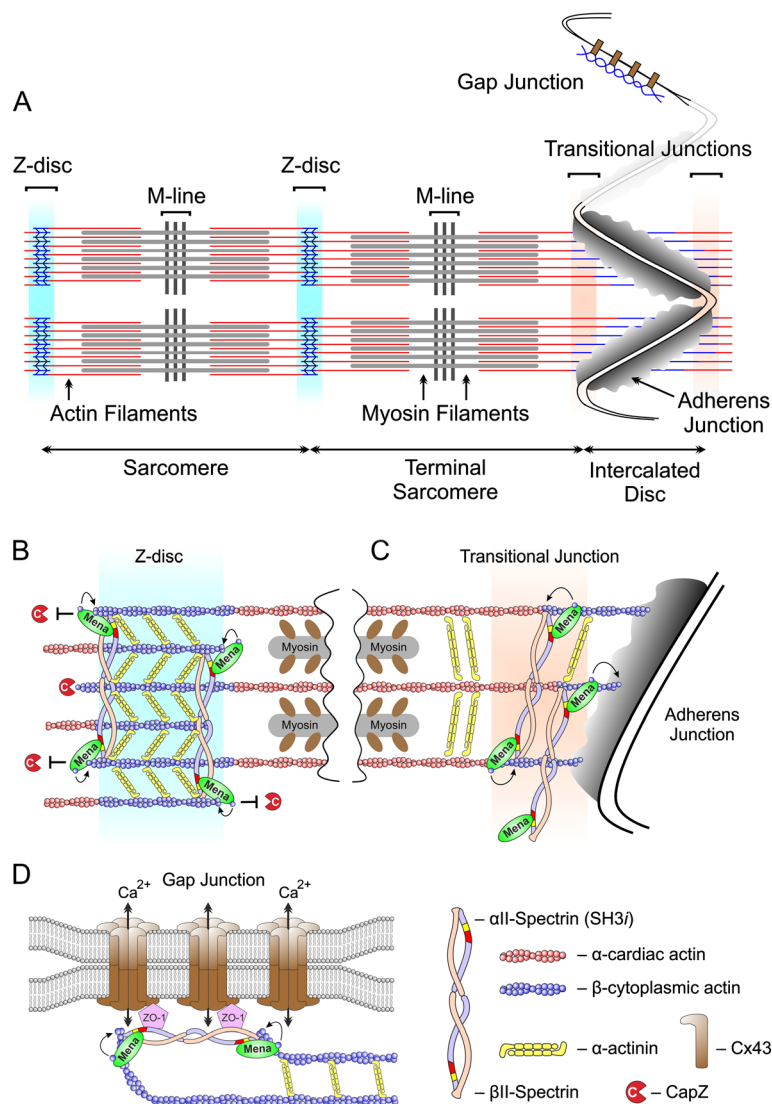 Gap Junction
A
Transitional Junctions
Z-disc
Z-disc
M-line
M-line
Actin Filaments
Myosin Filaments
Adherens
Junction
Sarcomere
Terminal
Sarcomere
Intercalated
Disc
B
Z-disc
C
Transitional Junction
C
Mena
Mena
Mena
Myosin
Myosin
C
Mena
Adherens
Junction
Myosin
Myosin
C
Mena
Mena
Mena
C
Mena
D
Gap Junction
Ca2+
Ca2+
ZO-1
ZO-1
Mena
Mena
– αII-Spectrin (SH3i)
– α-cardiac actin
– β-cytoplasmic actin
– α-actinin
– Cx43
– βII-Spectrin
C
– CapZ